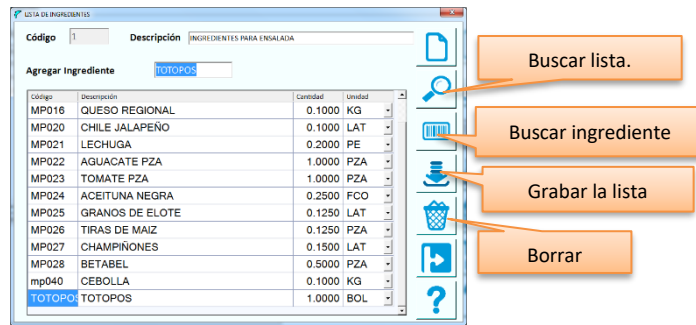 LISTA DE INGREDIENTES
Código 1 Descripción INGREDIENTES PARA ENSALADA
Agregar Ingrediente TOTOPOS
Código Descripción Cantidad Unidad
MP016 QUESO REGIONAL 0.1000 KG
MP020 CHILE JALAPEÑO 0.1000 LAT
MP021 LECHUGA 0.2000 PE
MP022 AGUACATE PZA 1.0000 PZA
MP023 TOMATE PZA 1.0000 PZA
MP024 ACEITUNA NEGRA 0.2500 FCO
MP025 GRANOS DE ELOTE 0.1250 LAT
MP026 TIRAS DE MAIZ 0.1250 PZA
MP027 CHAMPIÑONES 0.1500 LAT
MP028 BETABEL 0.5000 PZA
mp040 CEBOLLA 0.1000 KG
TOTOPOS TOTOPOS 1.0000 BOL
?
Buscar lista.
Buscar ingrediente
Grabar la lista
Borrar